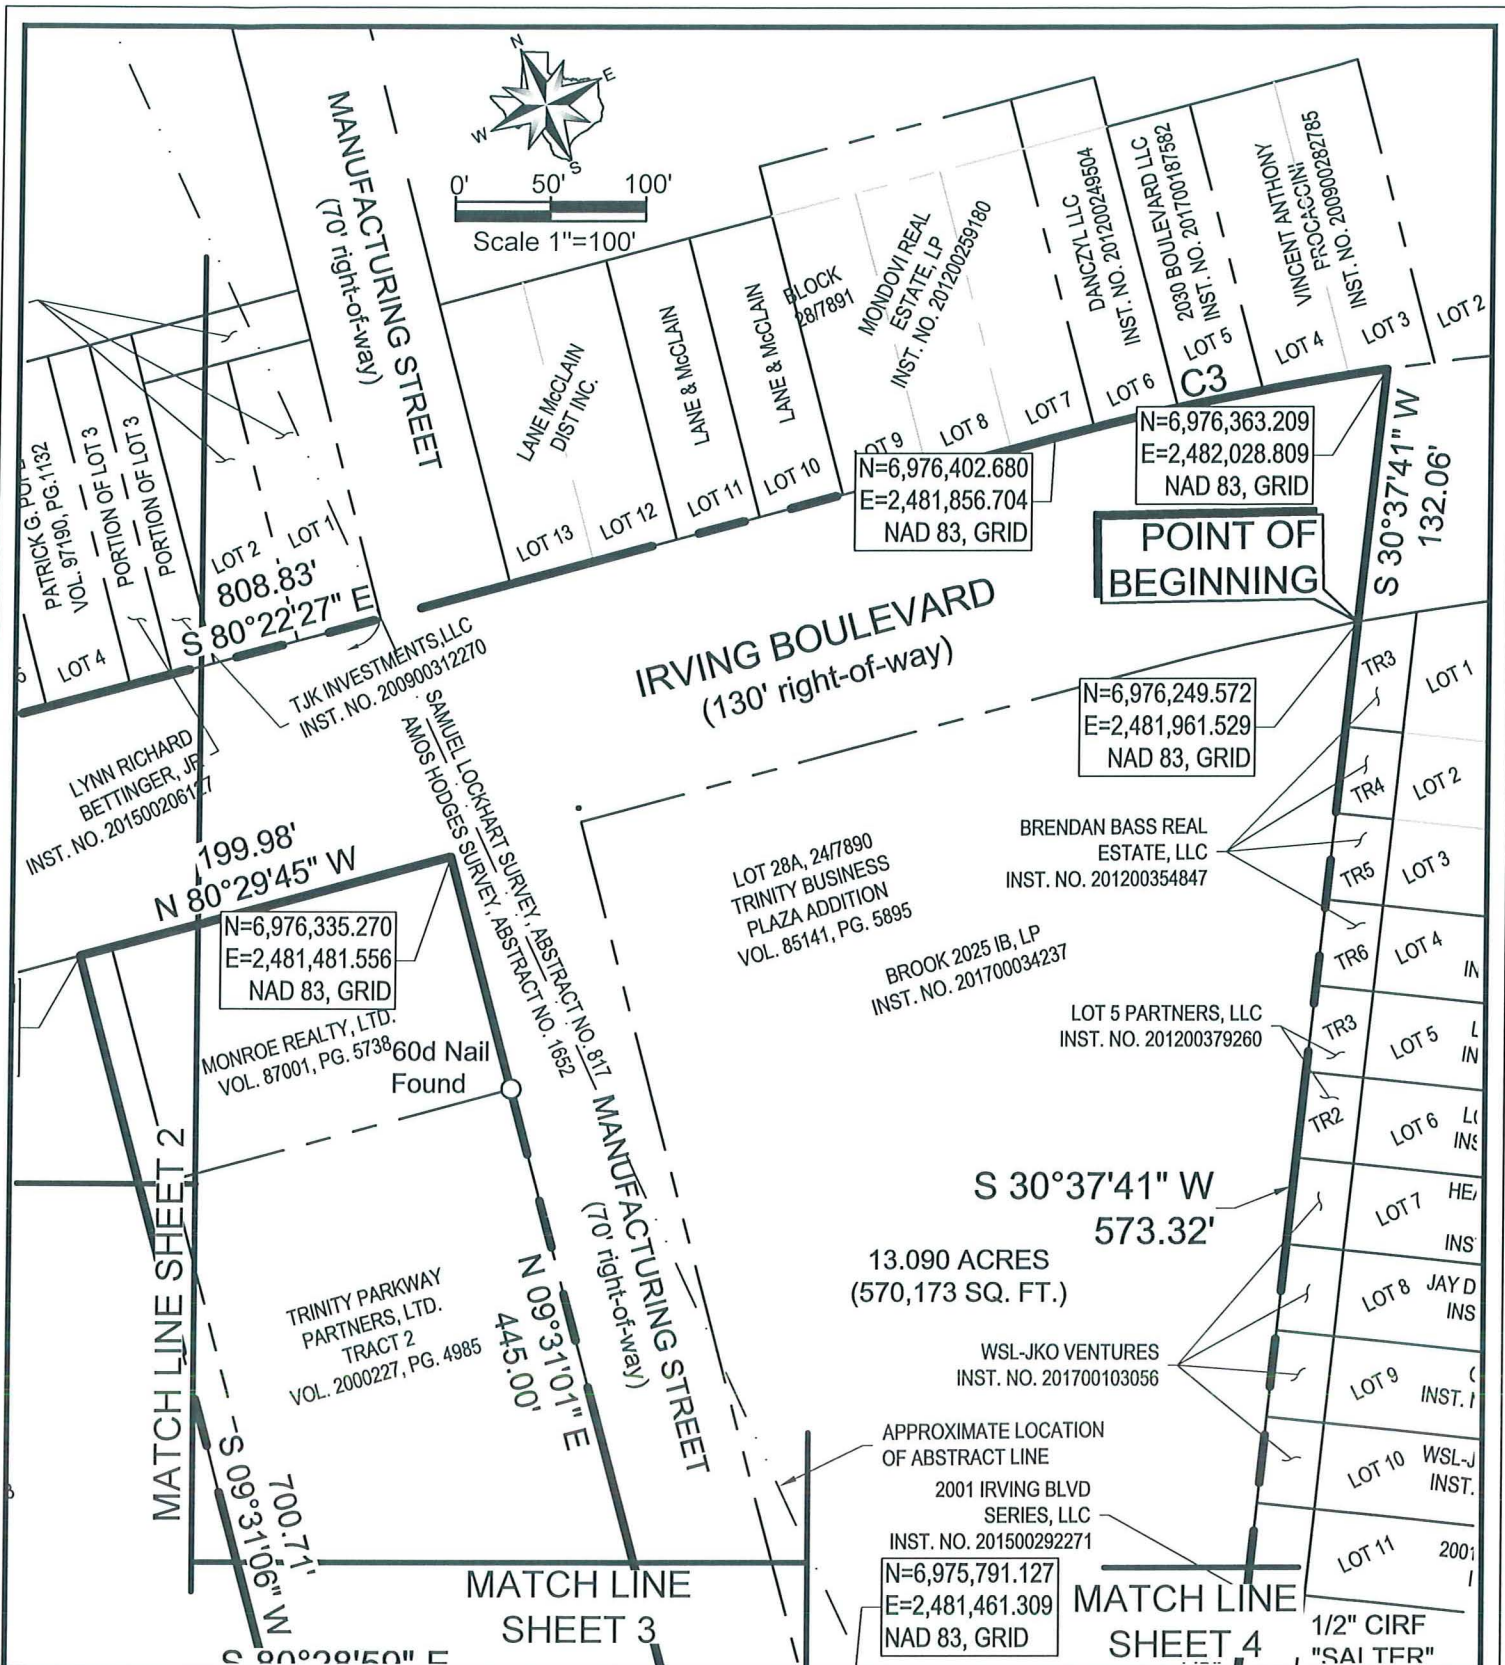 N
E
W
S
0' 50' 100'
Scale 1"=100'
MANUFACTURING STREET
(70' right-of-way)
BLOCK
28/7891
LANE McCLAIN
DIST INC.
LANE & McCLAIN
LANE & McCLAIN
MONDOVI REAL
ESTATE, LP
INST. NO. 201200259180
DANCZYL LLC
INST. NO. 201200249504
2030 BOULEVARD LLC
INST. NO. 201700187582
VINCENT ANTHONY
PROCACCINI
INST. NO. 200900282785
LOT 13
LOT 12
LOT 11
LOT 10
LOT 9
LOT 8
LOT 7
LOT 6
LOT 5
LOT 4
LOT 3
LOT 2
C3
N=6,976,402.680
E=2,481,856.704
NAD 83, GRID
N=6,976,363.209
E=2,482,028.809
NAD 83, GRID
POINT OF
BEGINNING
S 30°37'41" W
132.06'
PATRICK G.
VOL. 97190, PG.1132
PORTION OF LOT 3
PORTION OF LOT 3
LOT 2
LOT 1
LOT 4
808.83'
S 80°22'27" E
TJK INVESTMENTS,LLC
INST. NO. 200900312270
LYNN RICHARD
BETTINGER, JR.
INST. NO. 201500206127
IRVING BOULEVARD
(130' right-of-way)
N=6,976,249.572
E=2,481,961.529
NAD 83, GRID
SAMUEL LOCKHART SURVEY, ABSTRACT NO. 817
AMOS HODGES SURVEY, ABSTRACT NO. 1652
199.98'
N 80°29'45" W
N=6,976,335.270
E=2,481,481.556
NAD 83, GRID
MONROE REALTY, LTD.
VOL. 87001, PG. 5738
60d Nail
Found
LOT 28A, 24/7890
TRINITY BUSINESS
PLAZA ADDITION
VOL. 85141, PG. 5895
BROOK 2025 IB, LP
INST. NO. 201700034237
BRENDAN BASS REAL
ESTATE, LLC
INST. NO. 201200354847
LOT 5 PARTNERS, LLC
INST. NO. 201200379260
TR3
TR4
TR5
TR6
TR3
TR2
LOT 1
LOT 2
LOT 3
LOT 4
IN
LOT 5
L
IN
LOT 6
INS
LOT 7
HEA
INS
LOT 8
JAY D
INS
LOT 9
INST.
LOT 10
WSL-J
INST.
LOT 11
2001
S 30°37'41" W
573.32'
13.090 ACRES
(570,173 SQ. FT.)
WSL-JKO VENTURES
INST. NO. 201700103056
MANUFACTURING STREET
(70' right-of-way)
N 09°31'01" E
445.00'
TRINITY PARKWAY
PARTNERS, LTD.
TRACT 2
VOL. 2000227, PG. 4985
MATCH LINE SHEET 2
700.71'
S 09°31'06" W
APPROXIMATE LOCATION
OF ABSTRACT LINE
2001 IRVING BLVD
SERIES, LLC
INST. NO. 201500292271
N=6,975,791.127
E=2,481,461.309
NAD 83, GRID
MATCH LINE
SHEET 3
MATCH LINE
SHEET 4
1/2" CIRF
"SALTER"
S 80°28'59" E